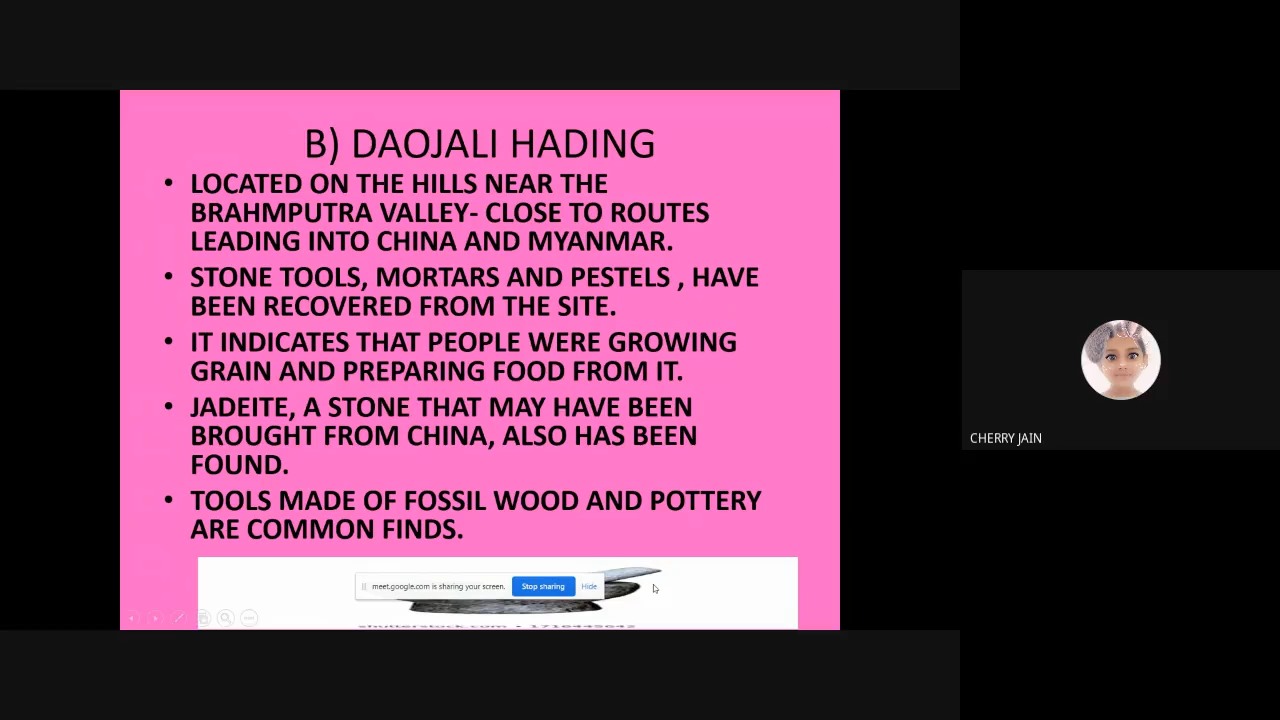 B) DAOJALI HADING
• LOCATED ON THE HILLS NEAR THE
BRAHMPUTRA VALLEY- CLOSE TO ROUTES
LEADING INTO CHINA AND MYANMAR.
• STONE TOOLS, MORTARS AND PESTELS , HAVE
BEEN RECOVERED FROM THE SITE.
• IT INDICATES THAT PEOPLE WERE GROWING
GRAIN AND PREPARING FOOD FROM IT.
• JADEITE, A STONE THAT MAY HAVE BEEN
BROUGHT FROM CHINA, ALSO HAS BEEN
FOUND.
• TOOLS MADE OF FOSSIL WOOD AND POTTERY
ARE COMMON FINDS.
meet.google.com is sharing your screen. Stop sharing Hide
shutterstock.com • 1716445642
CHERRY JAIN